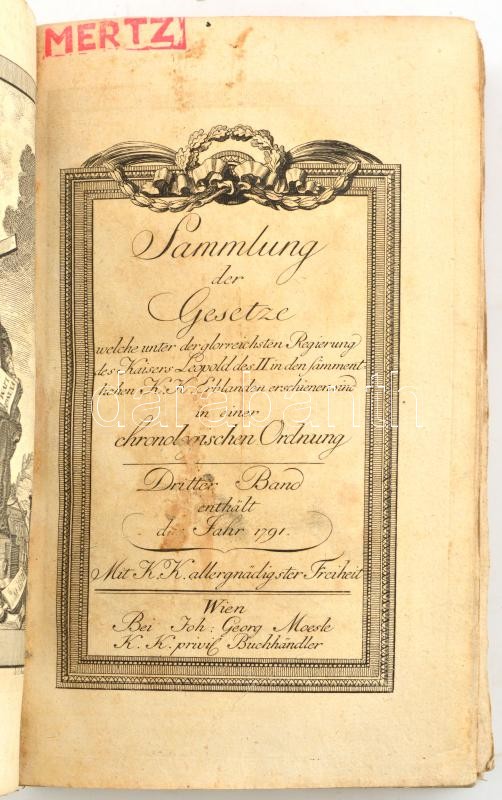 MERTZ
Sammlung
der
Gesetze
welche unter der glorreichsten Regierung
des Kaisers Leopold des II. in den sämment-
lichen K. K. Erblanden erschienen sind
in einer
chronologischen Ordnung
Dritter Band
enthält
das Jahr 1791.
Mit K. K. allergnädigster Freiheit
Wien
Bei Joh: Georg Moesle
K. K. privil Buchhändler
darabanth